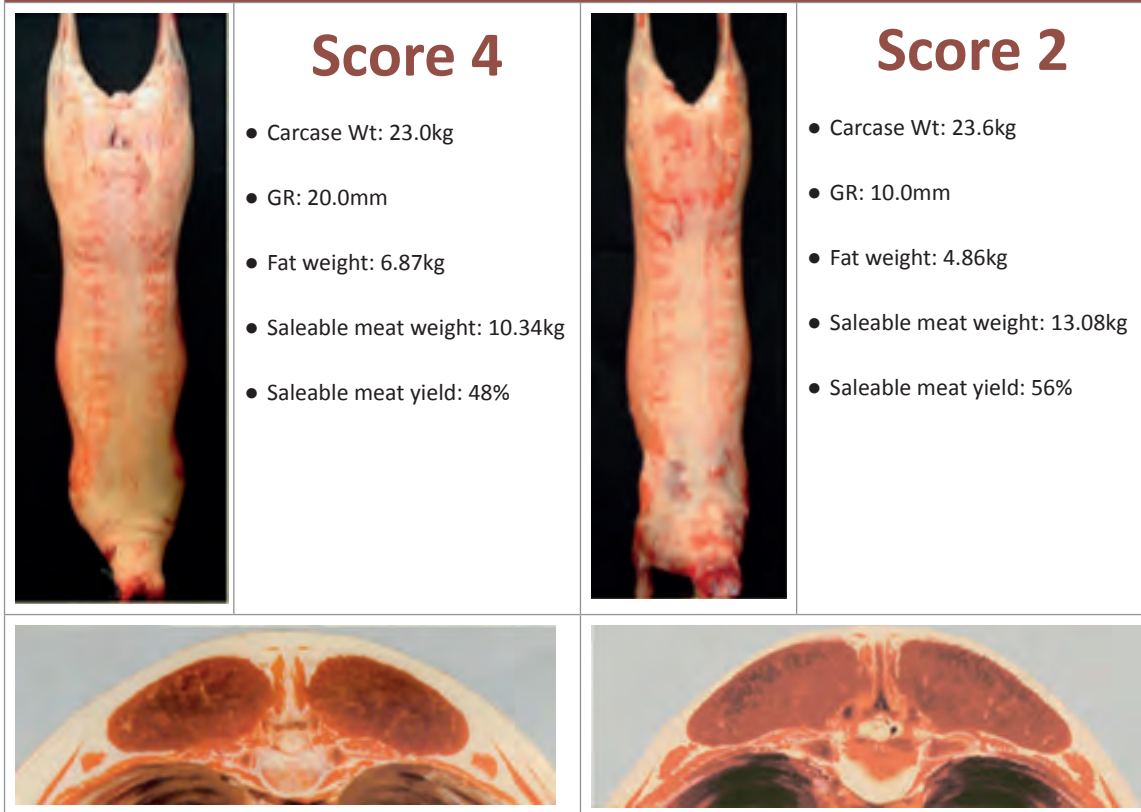 Score 4
● Carcase Wt: 23.0kg
● GR: 20.0mm
● Fat weight: 6.87kg
● Saleable meat weight: 10.34kg
● Saleable meat yield: 48%
Score 2
● Carcase Wt: 23.6kg
● GR: 10.0mm
● Fat weight: 4.86kg
● Saleable meat weight: 13.08kg
● Saleable meat yield: 56%